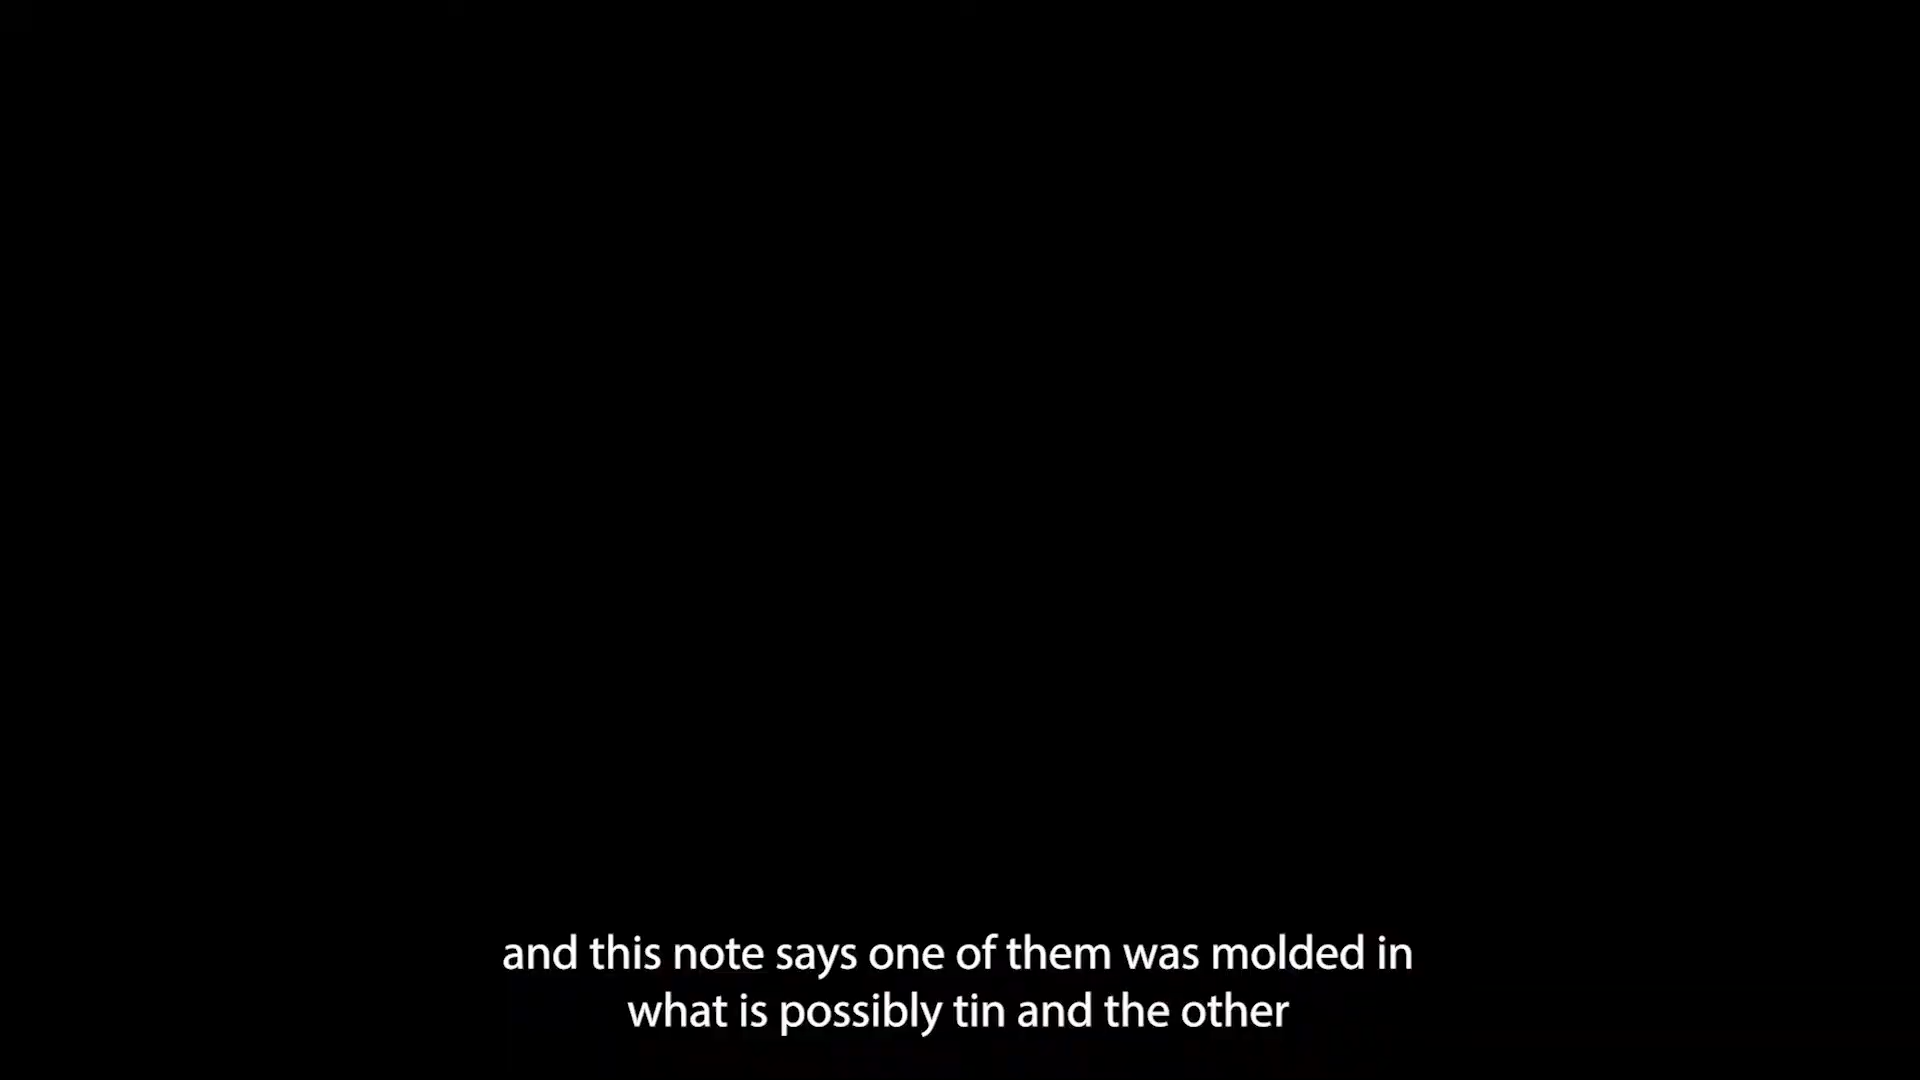 and this note says one of them was molded in
what is possibly tin and the other